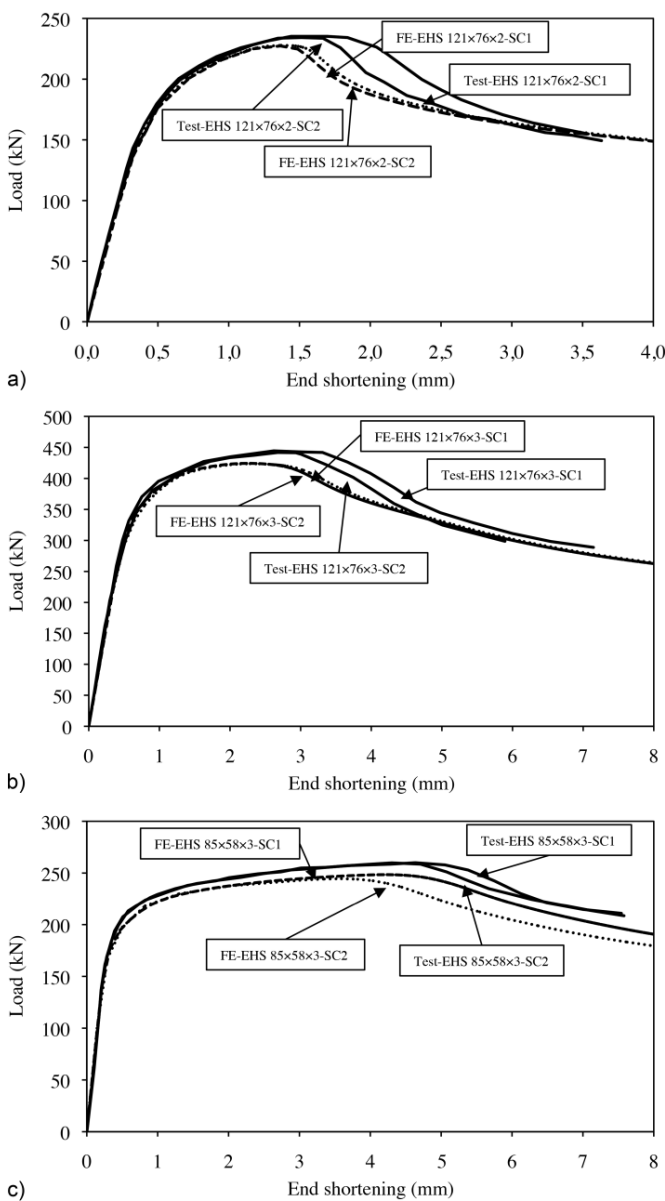 250
200
150
100
50
0
Load (kN)
FE-EHS 121×76×2-SC1
Test-EHS 121×76×2-SC1
Test-EHS 121×76×2-SC2
FE-EHS 121×76×2-SC2
0,0 0,5 1,0 1,5 2,0 2,5 3,0 3,5 4,0
End shortening (mm)
a)
500
450
400
350
300
250
200
150
100
50
0
Load (kN)
FE-EHS 121×76×3-SC1
Test-EHS 121×76×3-SC1
FE-EHS 121×76×3-SC2
Test-EHS 121×76×3-SC2
0 1 2 3 4 5 6 7 8
End shortening (mm)
b)
300
250
200
150
100
50
0
Load (kN)
FE-EHS 85×58×3-SC1
Test-EHS 85×58×3-SC1
FE-EHS 85×58×3-SC2
Test-EHS 85×58×3-SC2
0 1 2 3 4 5 6 7 8
End shortening (mm)
c)